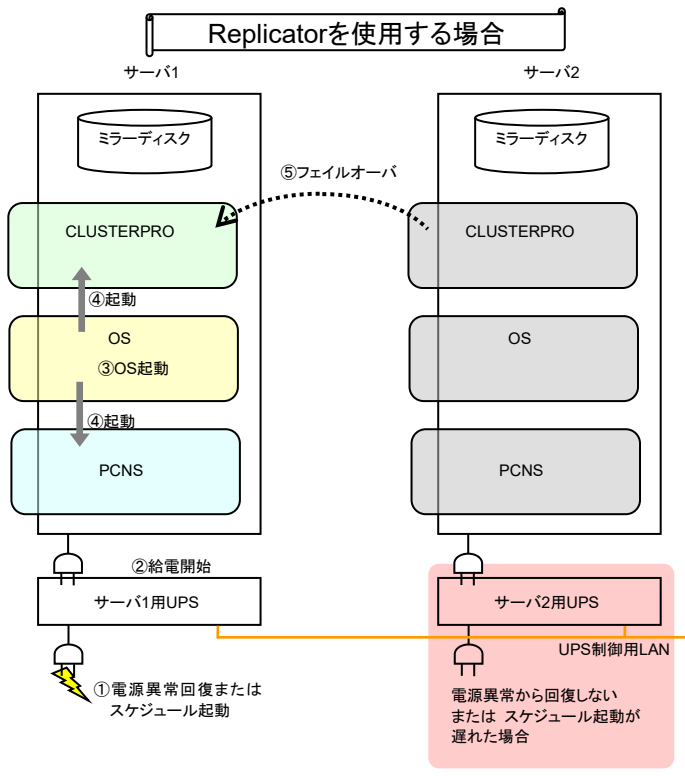 Replicatorを使用する場合
サーバ1
サーバ2
ミラーディスク
ミラーディスク
⑤フェイルオーバ
CLUSTERPRO
CLUSTERPRO
④起動
OS
OS
③OS起動
④起動
PCNS
PCNS
②給電開始
サーバ1用UPS
サーバ2用UPS
UPS制御用LAN
①電源異常回復または
スケジュール起動
電源異常から回復しない
または スケジュール起動が
遅れた場合